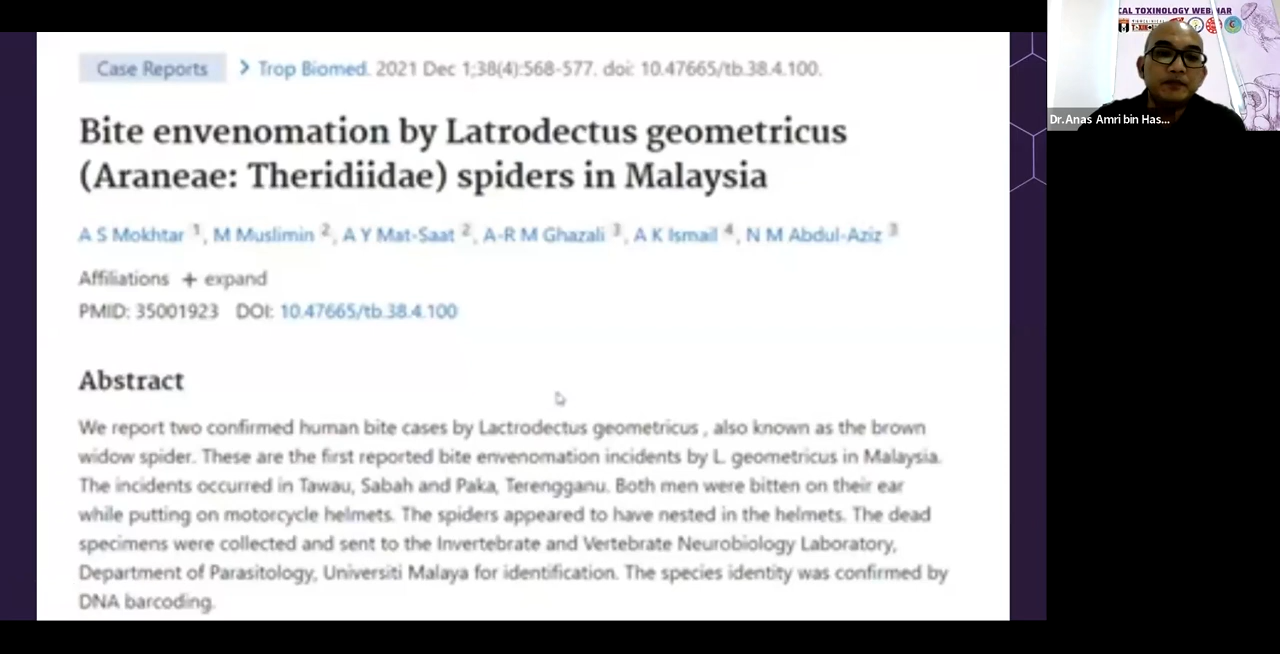 Case Reports > Trop Biomed. 2021 Dec 1;38(4):568-577. doi: 10.47665/tb.38.4.100.
Bite envenomation by Latrodectus geometricus
(Araneae: Theridiidae) spiders in Malaysia
A S Mokhtar 1, M Muslimin 2, A Y Mat-Saat 2, A-R M Ghazali 3, A K Ismail 4, N M Abdul-Aziz 3
Affiliations + expand
PMID: 35001923 DOI: 10.47665/tb.38.4.100
Abstract
We report two confirmed human bite cases by Lactrodectus geometricus , also known as the brown
widow spider. These are the first reported bite envenomation incidents by L. geometricus in Malaysia.
The incidents occurred in Tawau, Sabah and Paka, Terengganu. Both men were bitten on their ear
while putting on motorcycle helmets. The spiders appeared to have nested in the helmets. The dead
specimens were collected and sent to the Invertebrate and Vertebrate Neurobiology Laboratory,
Department of Parasitology, Universiti Malaya for identification. The species identity was confirmed by
DNA barcoding.
CAL TOXINOLOGY WEBINAR
Dr.Anas Amri bin Has...